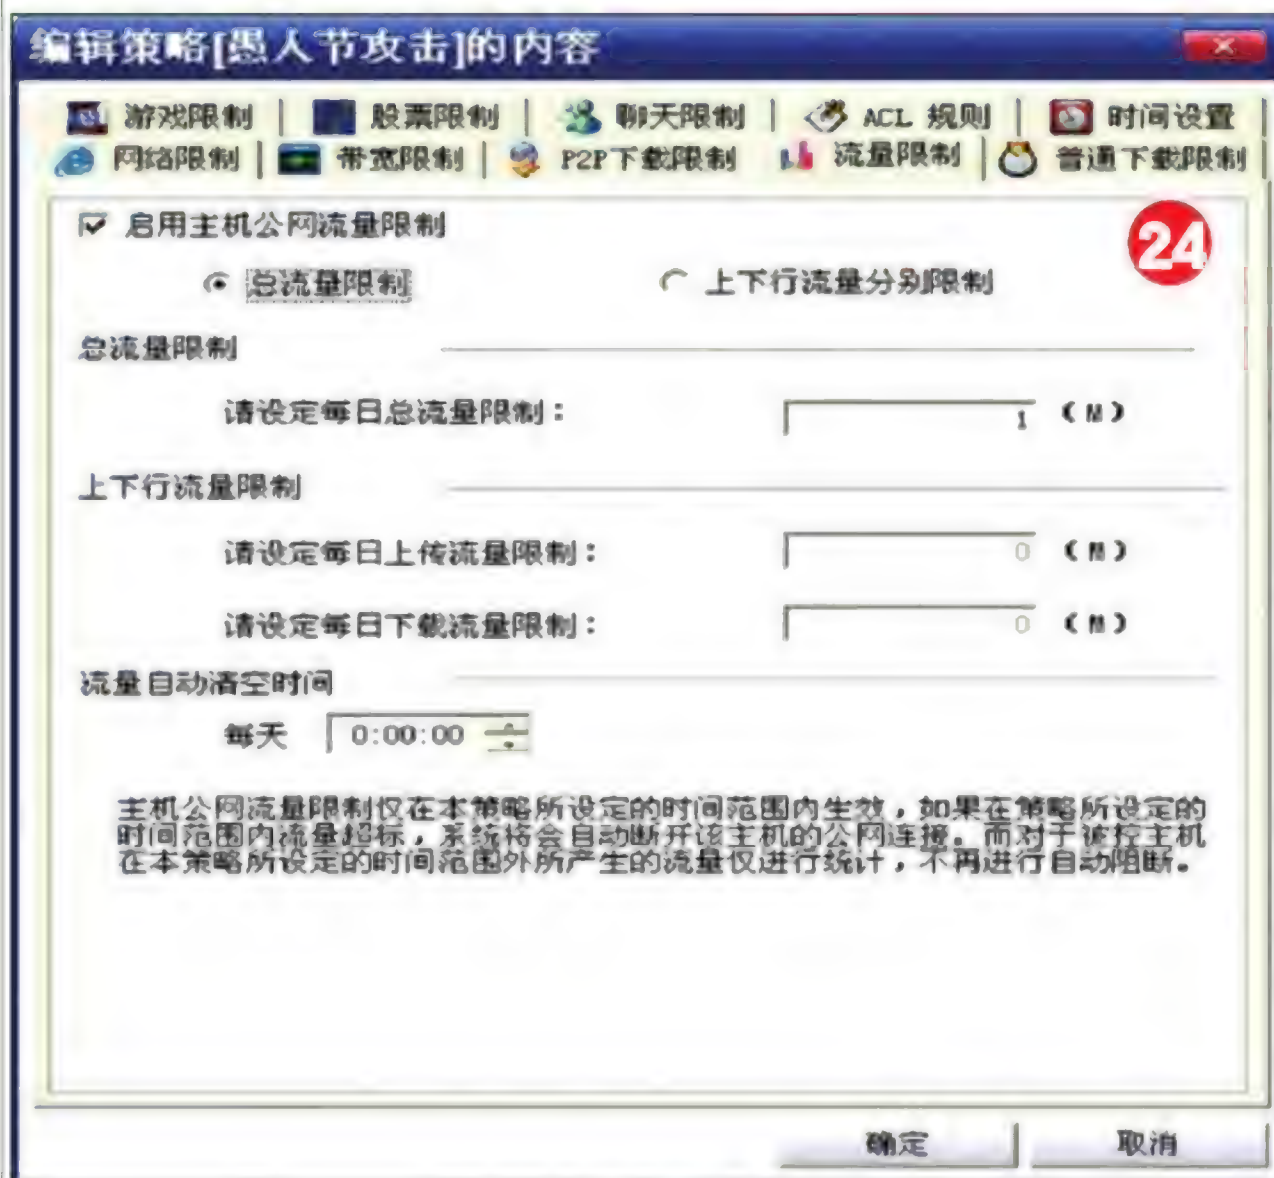 编辑策略[愚人节攻击]的内容
游戏限制 股票限制 聊天限制 ACL 规则 时间设置
网络限制 带宽限制 P2P下载限制 流量限制 普通下载限制
启用主机公网流量限制
24
总流量限制 上下行流量分别限制
总流量限制
请设定每日总流量限制： 1 (M)
上下行流量限制
请设定每日上传流量限制： 0 (M)
请设定每日下载流量限制： 0 (M)
流量自动清空时间
每天 0:00:00
主机公网流量限制仅在本策略所设定的时间范围内生效，如果在策略所设定的
时间范围内流量超标，系统将会自动断开该主机的公网连接。而对于被控主机
在本策略所设定的时间范围外所产生的流量仅进行统计，不再进行自动阻断。
确定 取消